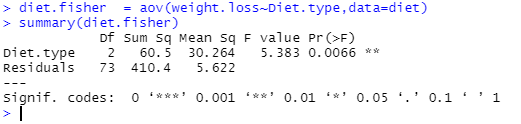 > diet.fisher  = aov(weight.loss~Diet.type,data=diet)
> summary(diet.fisher)
            Df Sum Sq Mean Sq F value Pr(>F)
Diet.type    2   60.5  30.264   5.383 0.0066 **
Residuals   73  410.4   5.622
---
Signif. codes:  0 ‘***’ 0.001 ‘**’ 0.01 ‘*’ 0.05 ‘.’ 0.1 ‘ ’ 1
>